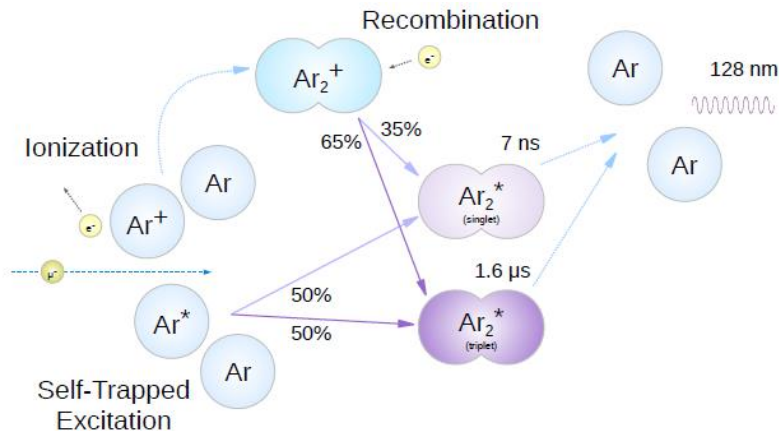 Recombination
Ar₂⁺
e⁻
Ar
128 nm
Ionization
65%
35%
7 ns
Ar
Ar
e⁻
Ar⁺
Ar₂*
(singlet)
μ⁻
1.6 μs
50%
50%
Ar*
Ar₂*
(triplet)
Ar
Self-Trapped
Excitation